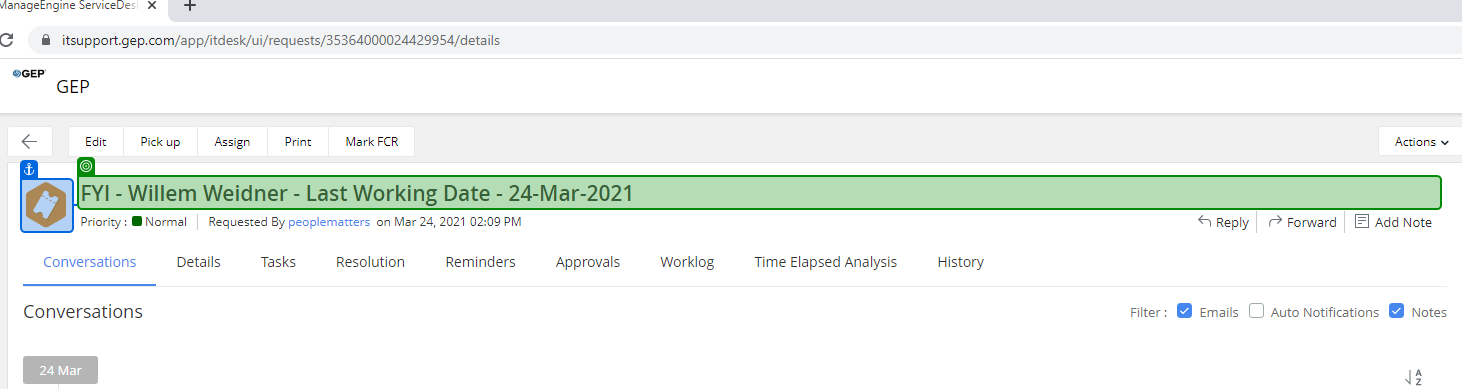 ManageEngine ServiceDes
itsupport.gep.com/app/itdesk/ui/requests/35364000024429954/details
GEP GEP
Edit Pick up Assign Print Mark FCR Actions
FYI - Willem Weidner - Last Working Date - 24-Mar-2021
Priority : Normal Requested By peoplematters on Mar 24, 2021 02:09 PM Reply Forward Add Note
Conversations Details Tasks Resolution Reminders Approvals Worklog Time Elapsed Analysis History
Conversations Filter : Emails Auto Notifications Notes
24 Mar A Z